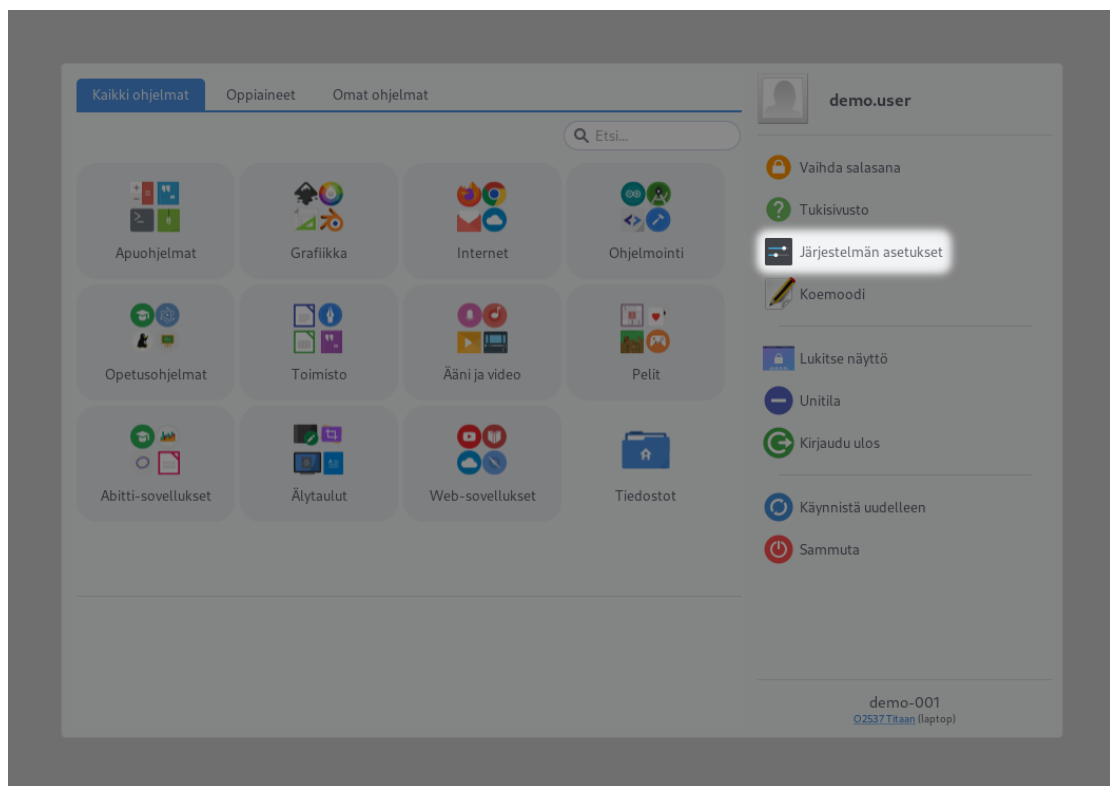 Kaikki ohjelmat
Oppiaineet
Omat ohjelmat
Etsi...
Apuohjelmat
Grafiikka
Internet
Ohjelmointi
Opetusohjelmat
Toimisto
Ääni ja video
Pelit
Abitti-sovellukset
Älytaulut
Web-sovellukset
Tiedostot
demo.user
Vaihda salasana
Tukisivusto
Järjestelmän asetukset
Koemoodi
Lukitse näyttö
Unitila
Kirjaudu ulos
Käynnistä uudelleen
Sammuta
demo-001
O2537 Titaan (laptop)